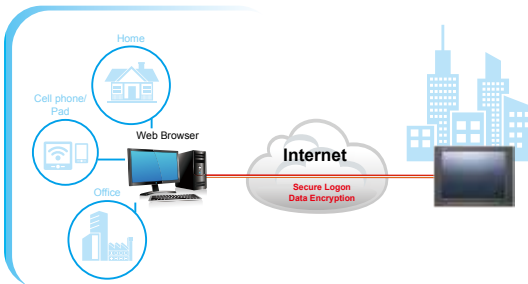 Home
Cell phone/
Pad
Web Browser
Office
Internet
Secure Logon
Data Encryption